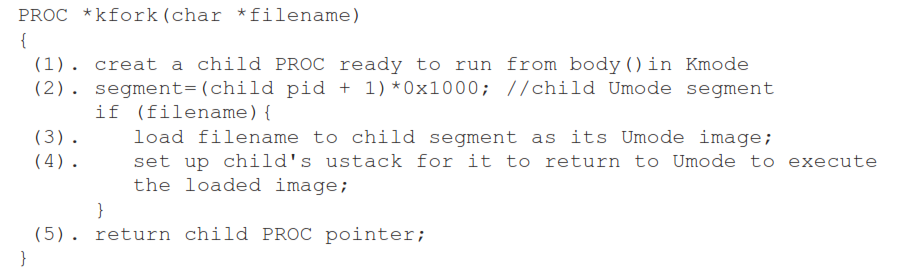 PROC *kfork(char *filename)
{
(1). creat a child PROC ready to run from body()in Kmode
(2). segment=(child pid + 1)*0x1000; //child Umode segment
if (filename){
(3). load filename to child segment as its Umode image;
(4). set up child's ustack for it to return to Umode to execute
the loaded image;
}
(5). return child PROC pointer;
}